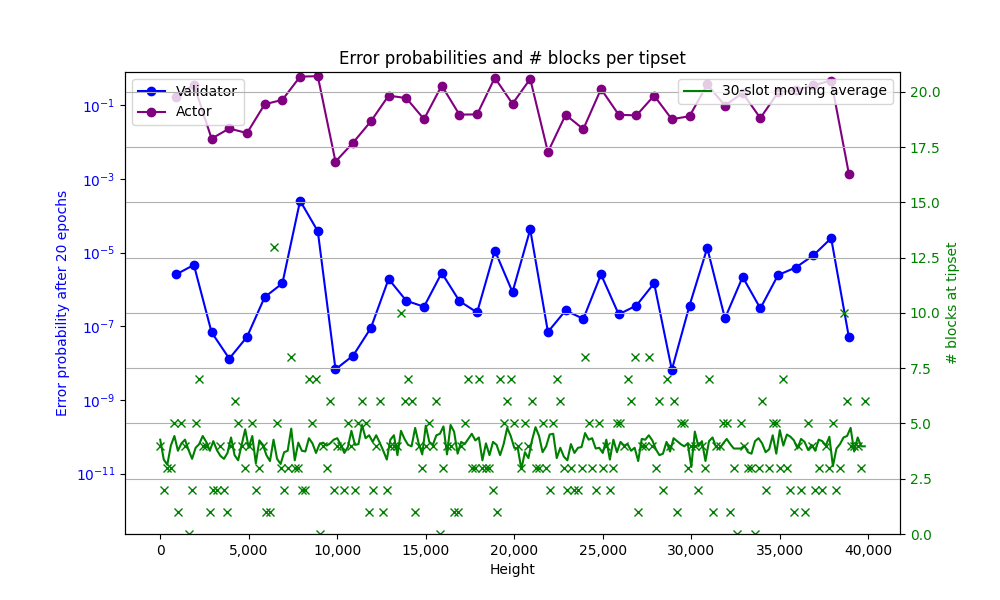 Error probabilities and # blocks per tipset
Validator
Actor
30-slot moving average
10⁻¹
10⁻³
10⁻⁵
10⁻⁷
10⁻⁹
10⁻¹¹
Error probability after 20 epochs
20.0
17.5
15.0
12.5
10.0
7.5
5.0
2.5
0.0
# blocks at tipset
0 5,000 10,000 15,000 20,000 25,000 30,000 35,000 40,000
Height